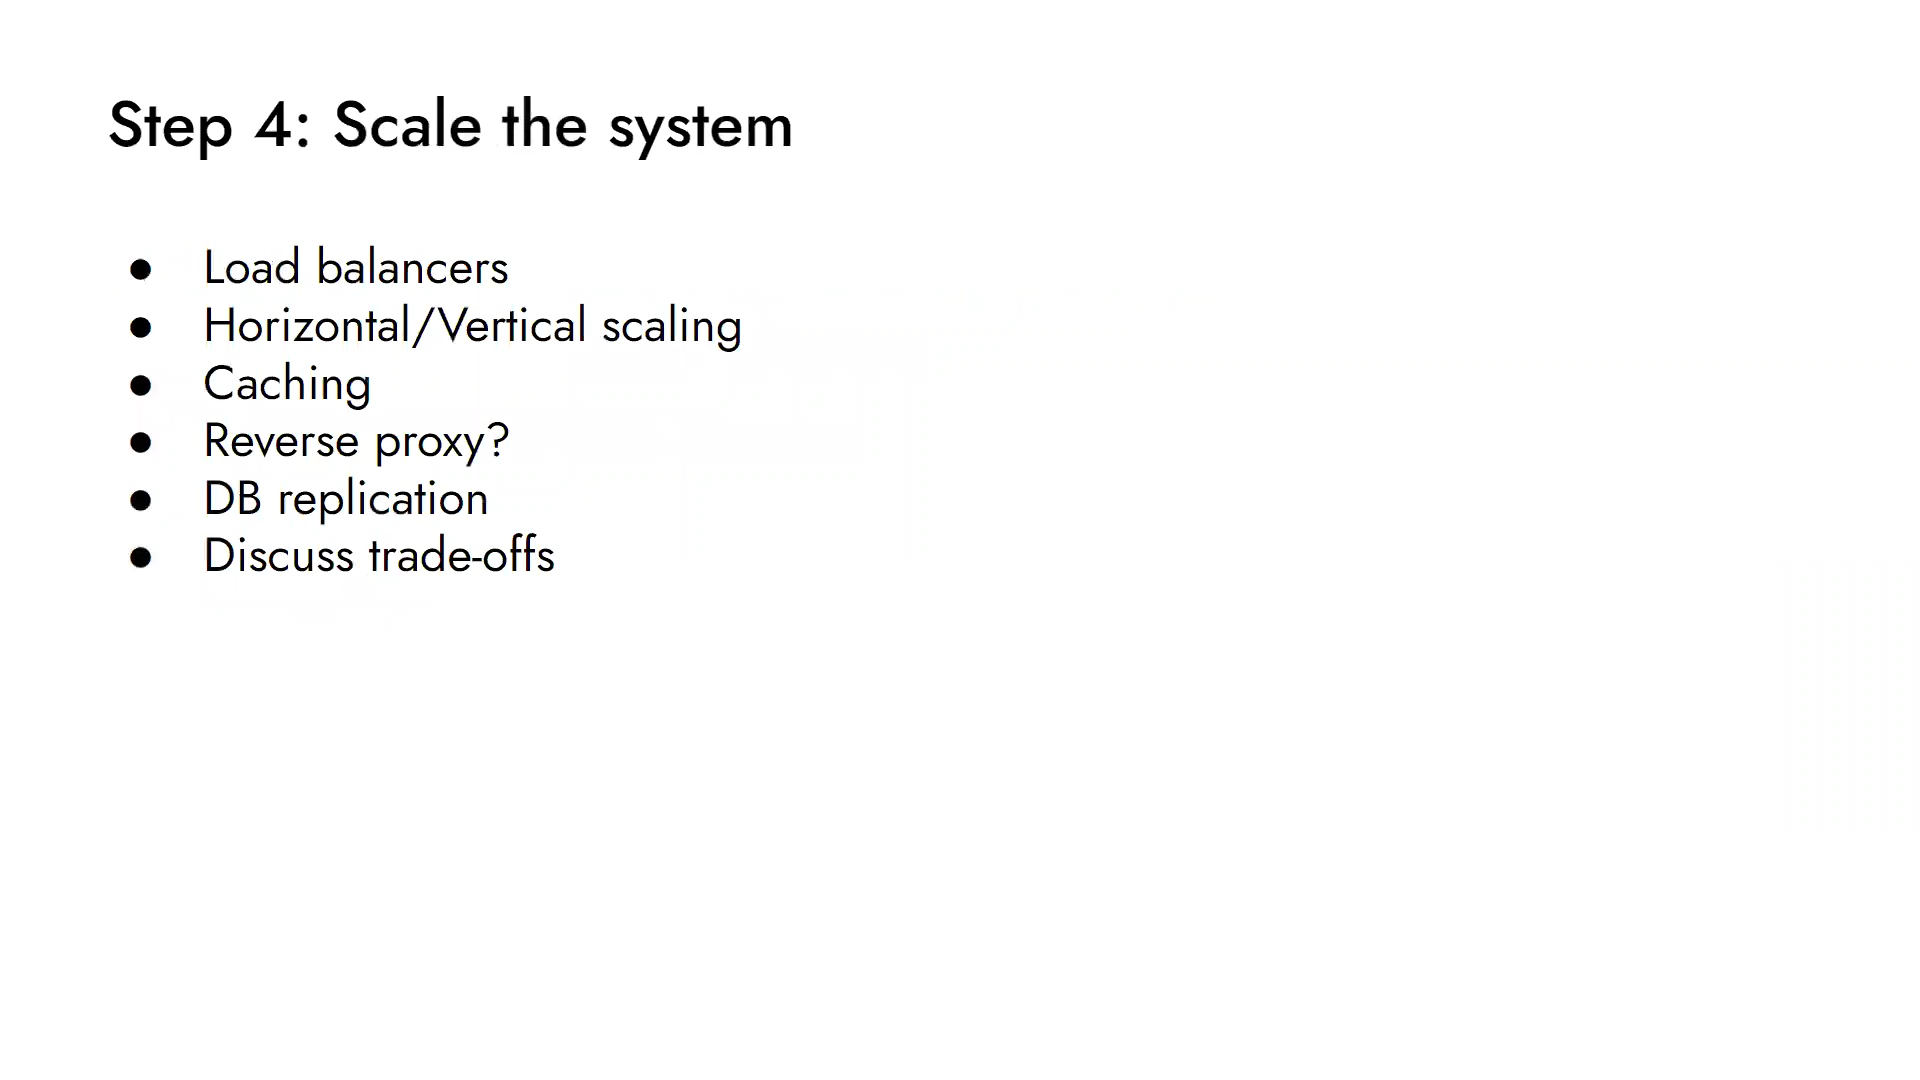 Step 4: Scale the system
● Load balancers
● Horizontal/Vertical scaling
● Caching
● Reverse proxy?
● DB replication
● Discuss trade-offs